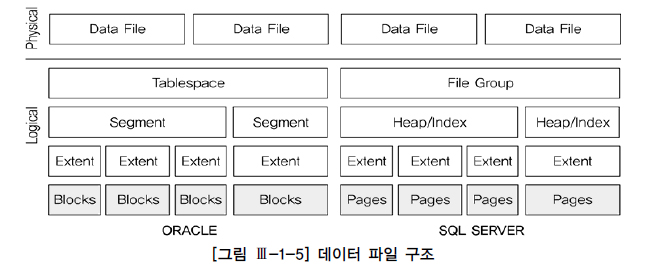 Physical
Data File Data File Data File Data File
Logical
Tablespace File Group
Segment Segment Heap/Index Heap/Index
Extent Extent Extent Extent Extent Extent Extent Extent
Blocks Blocks Blocks Blocks Pages Pages Pages Pages
ORACLE SQL SERVER
[그림 Ⅲ-1-5] 데이터 파일 구조